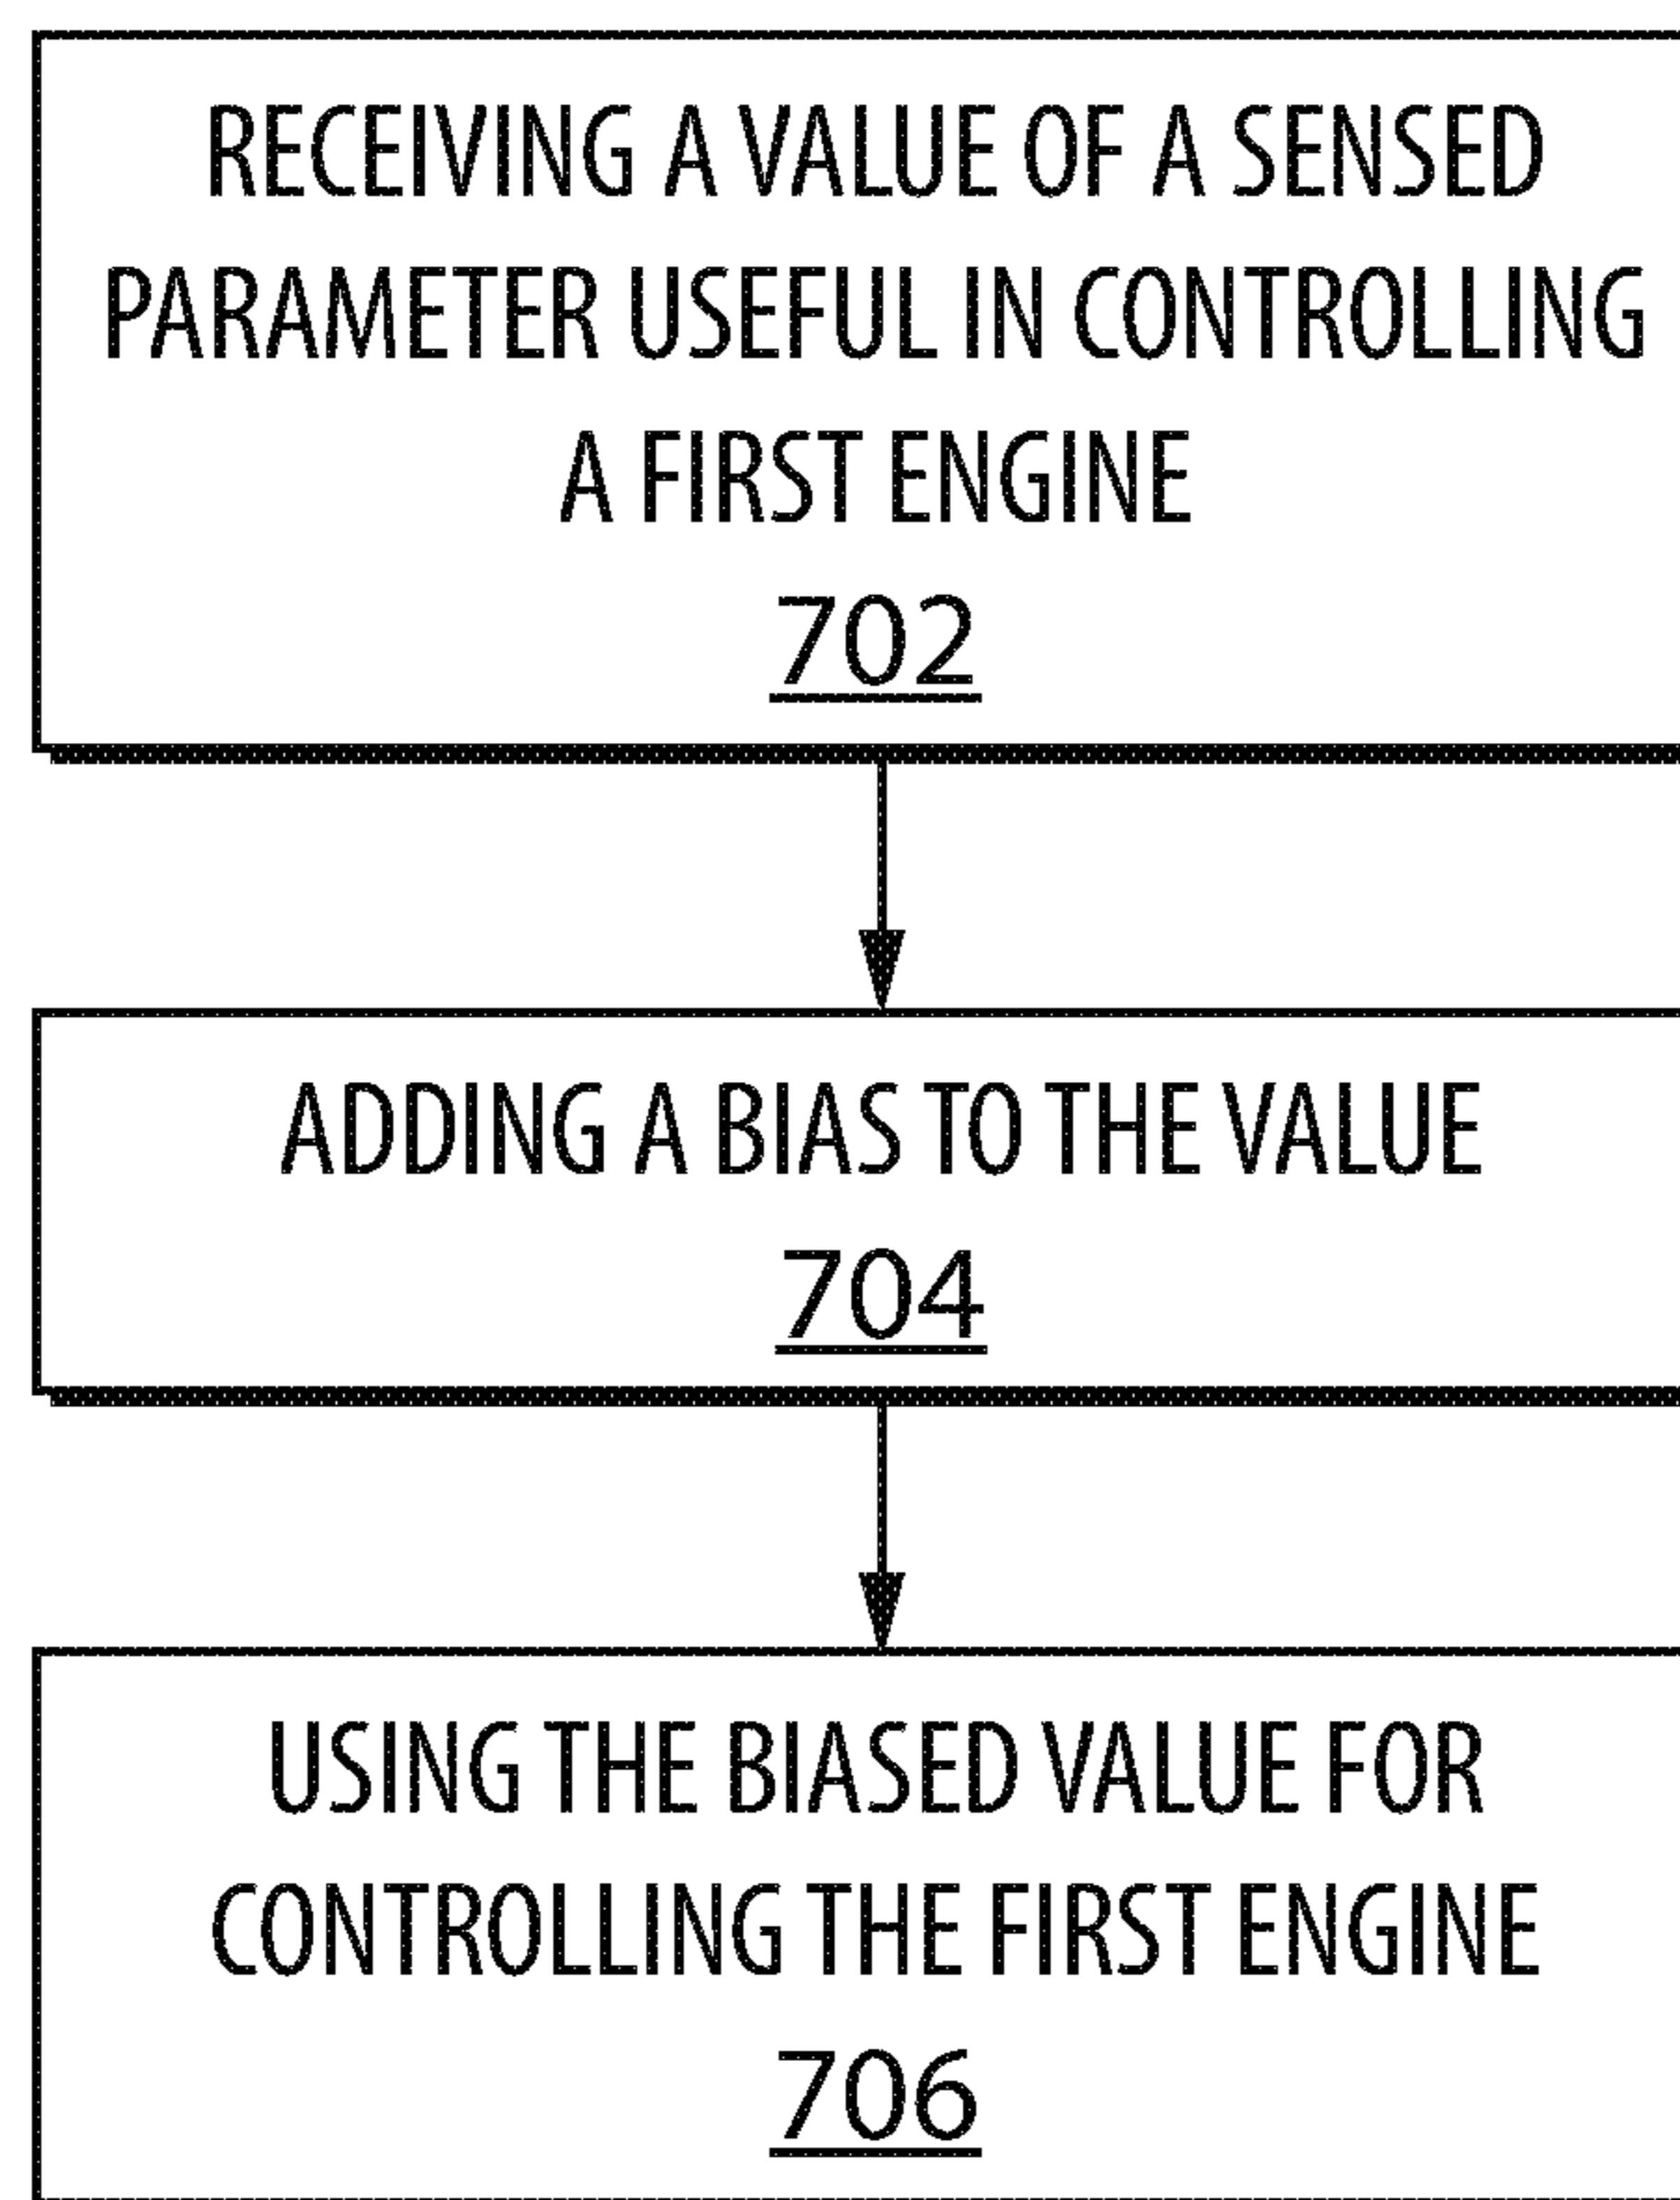 RECEIVING A VALUE OF A SENSED
PARAMETER USEFUL IN CONTROLLING
A FIRST ENGINE
702
ADDING A BIAS TO THE VALUE
704
USING THE BIASED VALUE FOR
CONTROLLING THE FIRST ENGINE
706